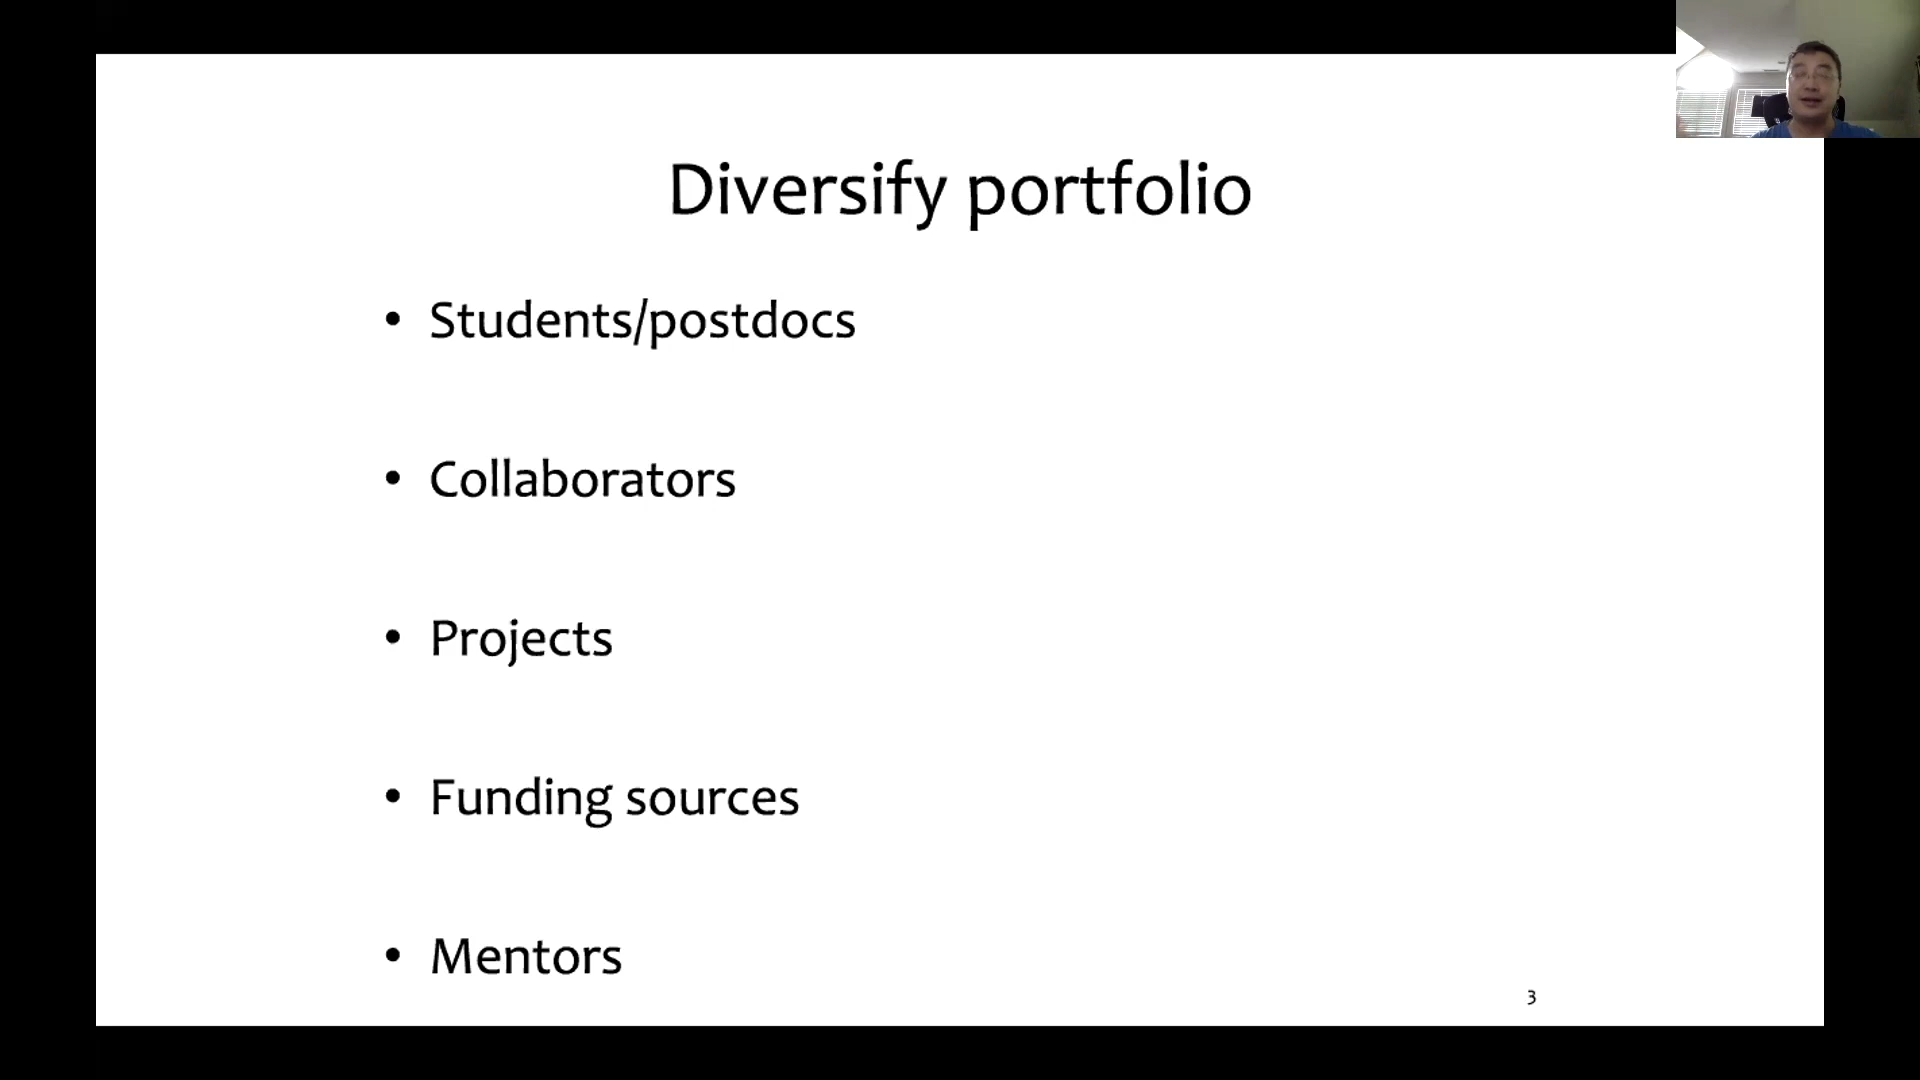 Diversify portfolio
• Students/postdocs
• Collaborators
• Projects
• Funding sources
• Mentors
3